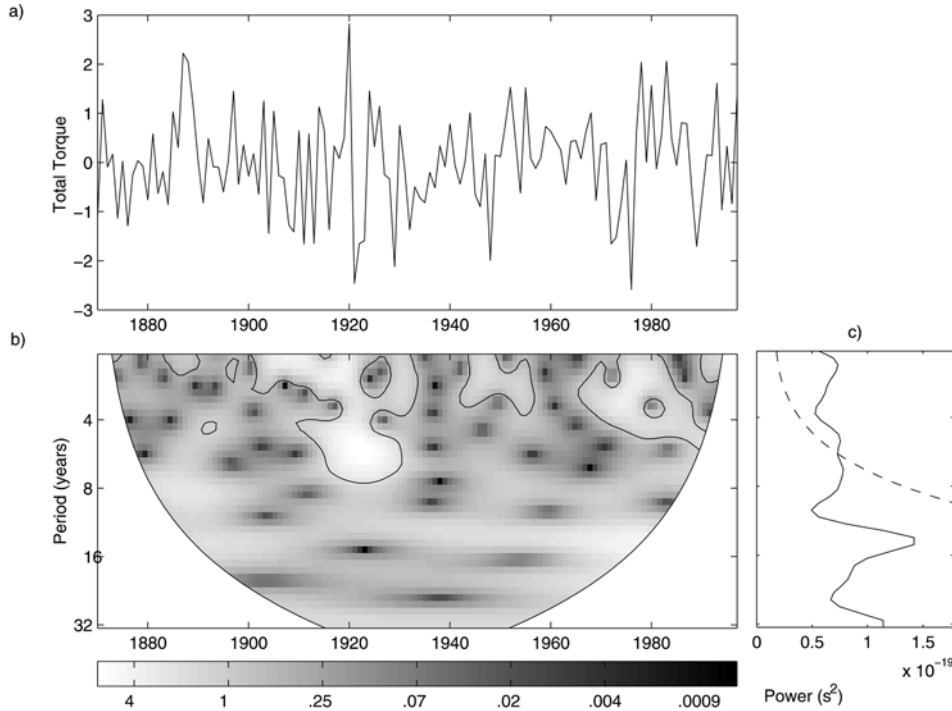 a)
Total Torque
3
2
1
0
−1
−2
−3
1880 1900 1920 1940 1960 1980
b)
Period (years)
4
8
16
32
1880 1900 1920 1940 1960 1980
4 1 .25 .07 .02 .004 .0009
c)
0 0.5 1 1.5
x 10⁻¹⁹
Power (s²)